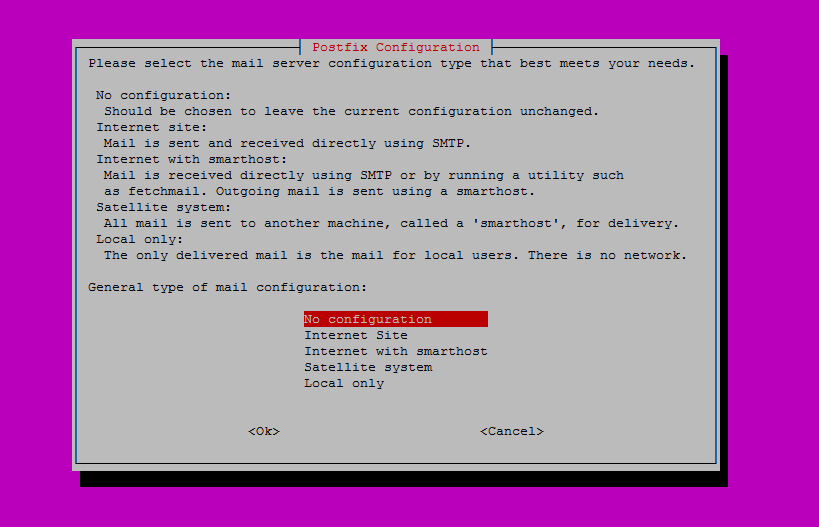 Postfix Configuration
Please select the mail server configuration type that best meets your needs.
No configuration:
Should be chosen to leave the current configuration unchanged.
Internet site:
Mail is sent and received directly using SMTP.
Internet with smarthost:
Mail is received directly using SMTP or by running a utility such
as fetchmail. Outgoing mail is sent using a smarthost.
Satellite system:
All mail is sent to another machine, called a 'smarthost', for delivery.
Local only:
The only delivered mail is the mail for local users. There is no network.
General type of mail configuration:
No configuration
Internet Site
Internet with smarthost
Satellite system
Local only
<Ok> <Cancel>